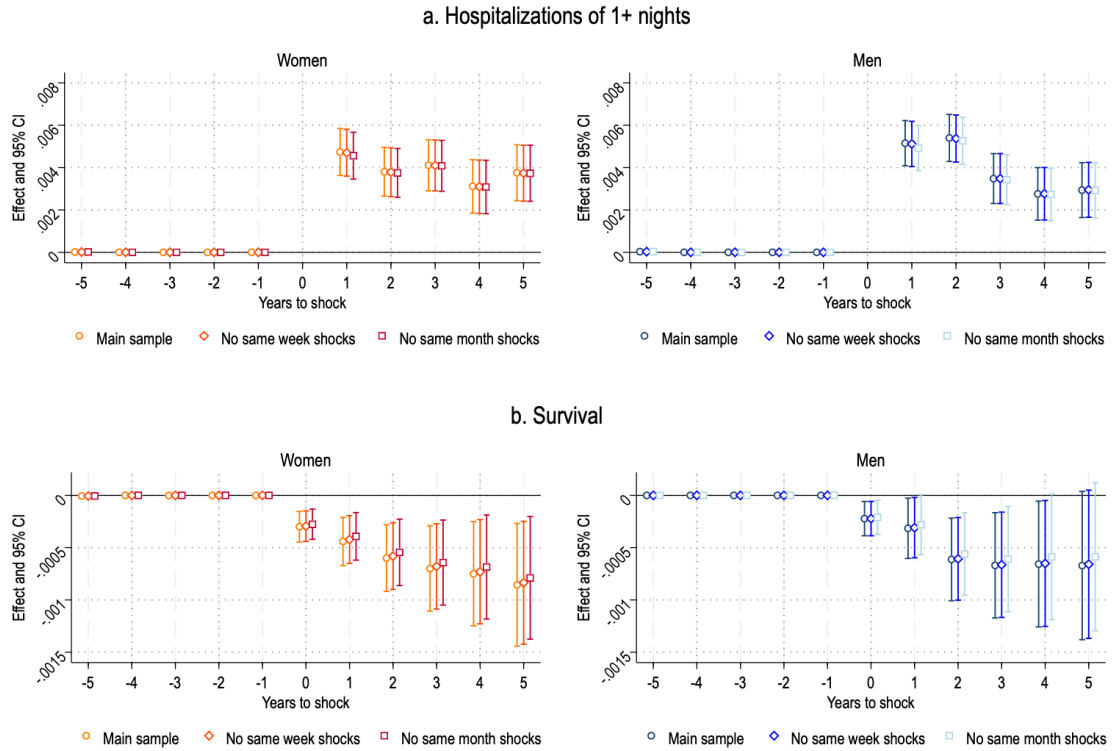 a. Hospitalizations of 1+ nights
Women
Effect and 95% CI
.008
.006
.004
.002
0
-5 -4 -3 -2 -1 0 1 2 3 4 5
Years to shock
Main sample No same week shocks No same month shocks
Men
Effect and 95% CI
.008
.006
.004
.002
0
-5 -4 -3 -2 -1 0 1 2 3 4 5
Years to shock
Main sample No same week shocks No same month shocks
b. Survival
Women
Effect and 95% CI
0
-.0005
-.001
-.0015
-5 -4 -3 -2 -1 0 1 2 3 4 5
Years to shock
Main sample No same week shocks No same month shocks
Men
Effect and 95% CI
0
-.0005
-.001
-.0015
-5 -4 -3 -2 -1 0 1 2 3 4 5
Years to shock
Main sample No same week shocks No same month shocks